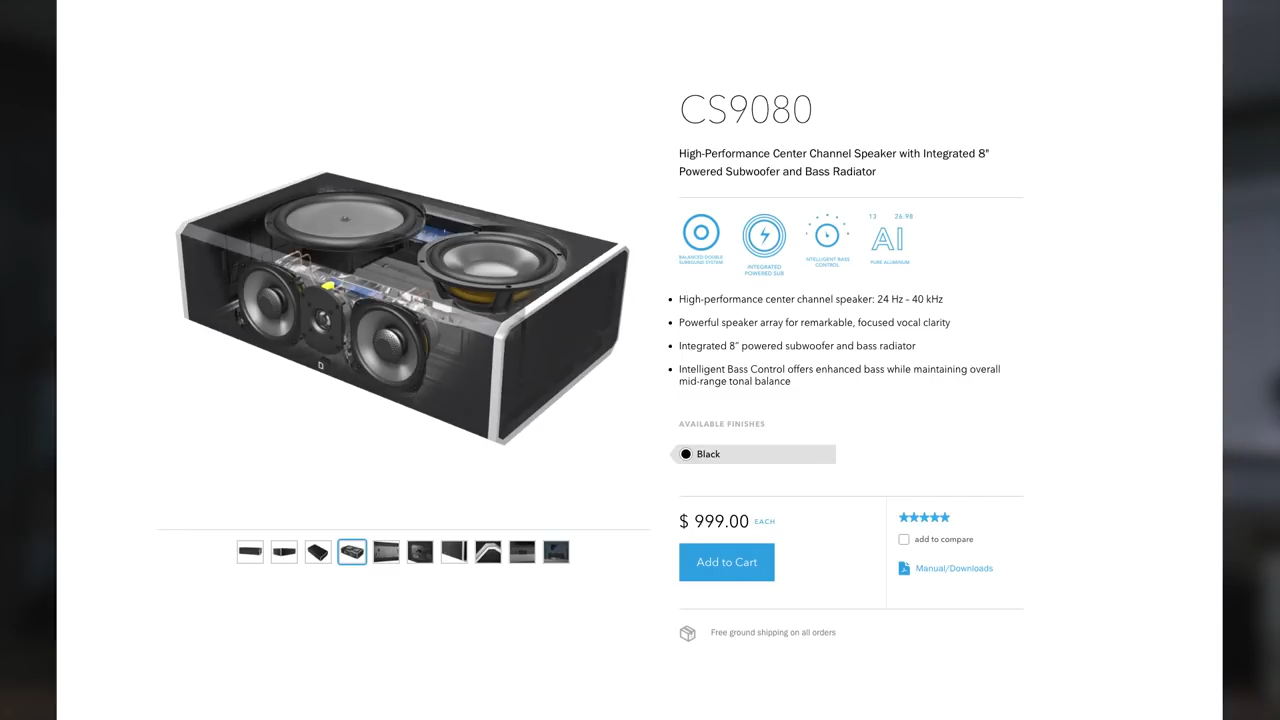 CS9080
High-Performance Center Channel Speaker with Integrated 8"
Powered Subwoofer and Bass Radiator
BALANCED DOUBLE
SURROUND SYSTEM
INTEGRATED
POWERED SUB
NTELLIGENT BASS
CONTROL
13 26.98
Al
PURE ALUMINIUM
• High-performance center channel speaker: 24 Hz – 40 kHz
• Powerful speaker array for remarkable, focused vocal clarity
• Integrated 8” powered subwoofer and bass radiator
• Intelligent Bass Control offers enhanced bass while maintaining overall
mid-range tonal balance
AVAILABLE FINISHES
Black
$ 999.00 EACH
Add to Cart
add to compare
Manual/Downloads
Free ground shipping on all orders